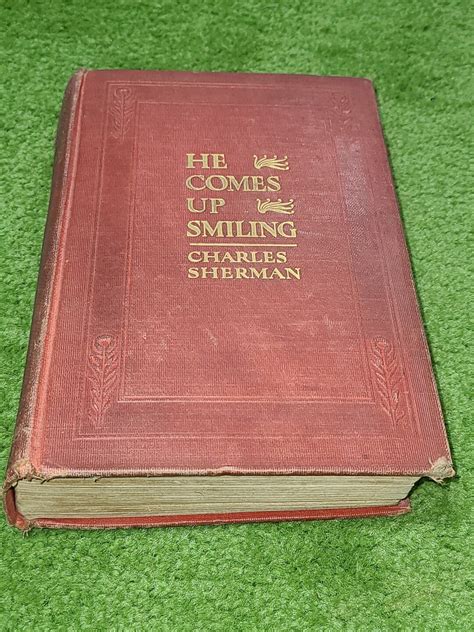 HE
COMES
UP
SMILING
CHARLES
SHERMAN